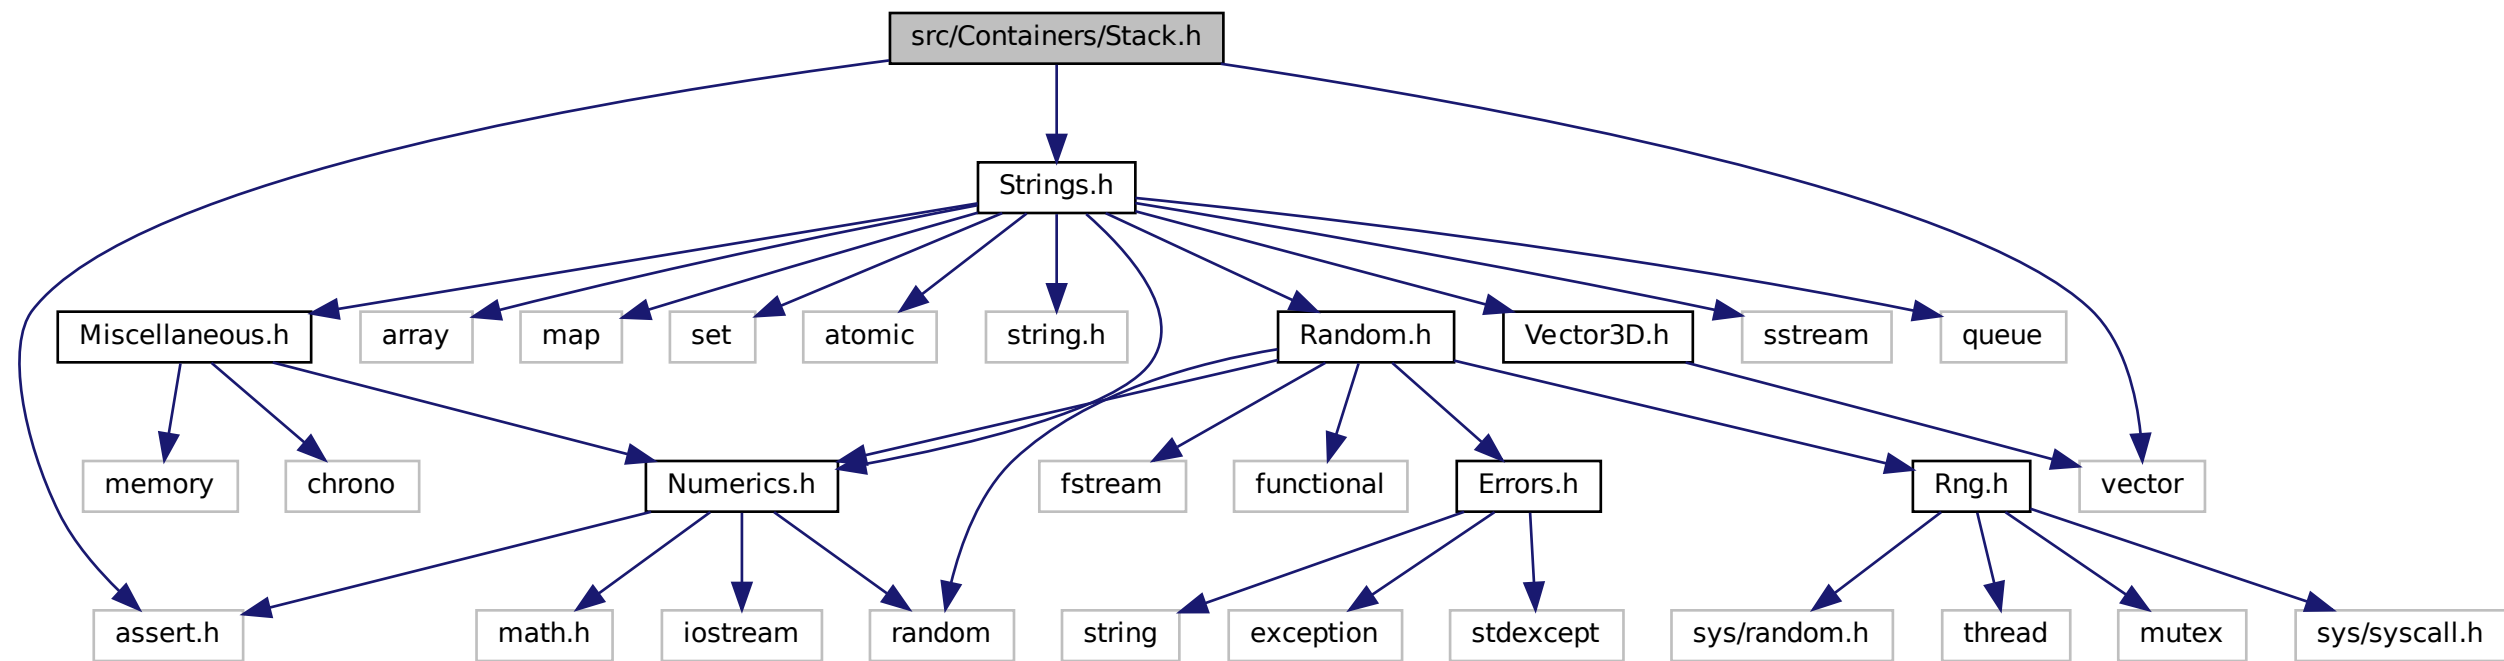 src/Containers/Stack.h
Strings.h
Miscellaneous.h
array
map
set
atomic
string.h
Random.h
Vector3D.h
sstream
queue
memory
chrono
Numerics.h
fstream
functional
Errors.h
Rng.h
vector
assert.h
math.h
iostream
random
string
exception
stdexcept
sys/random.h
thread
mutex
sys/syscall.h